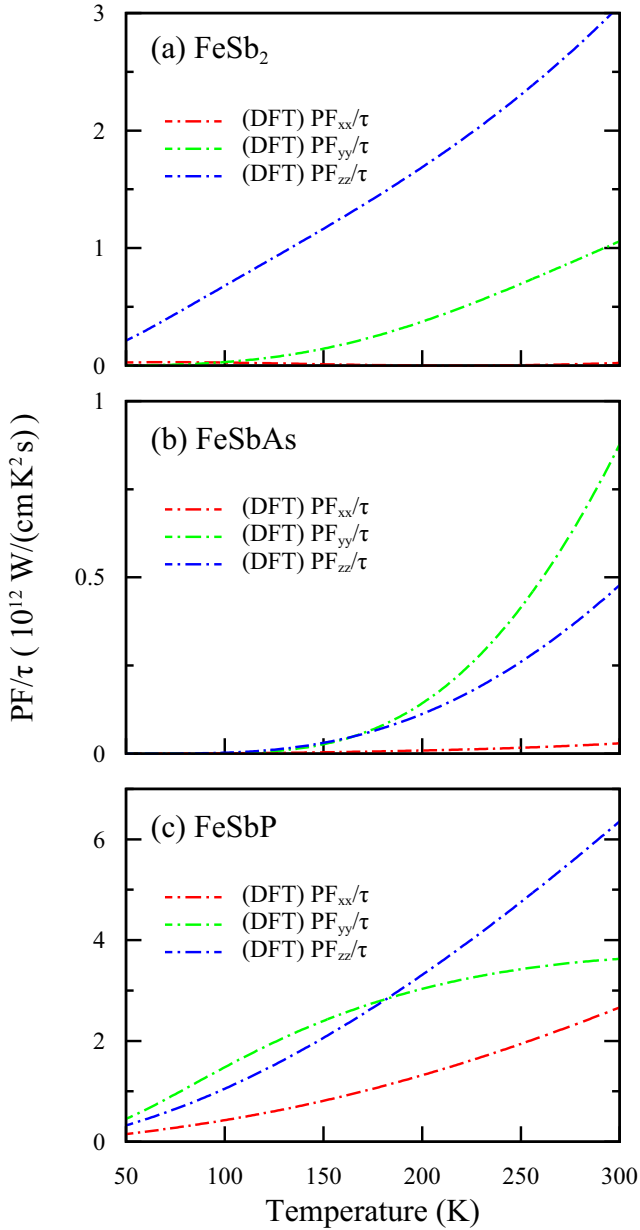 3
(a) FeSb₂
(DFT) PFₓₓ/τ
(DFT) PFyy/τ
2
(DFT) PFzz/τ
1
0
1
(b) FeSbAs
(DFT) PFₓₓ/τ
(DFT) PFyy/τ
(DFT) PFzz/τ
0.5
0
PF/τ ( 10¹² W/(cm K² s) )
(c) FeSbP
6
(DFT) PFₓₓ/τ
(DFT) PFyy/τ
4
(DFT) PFzz/τ
2
0
50 100 150 200 250 300
Temperature (K)